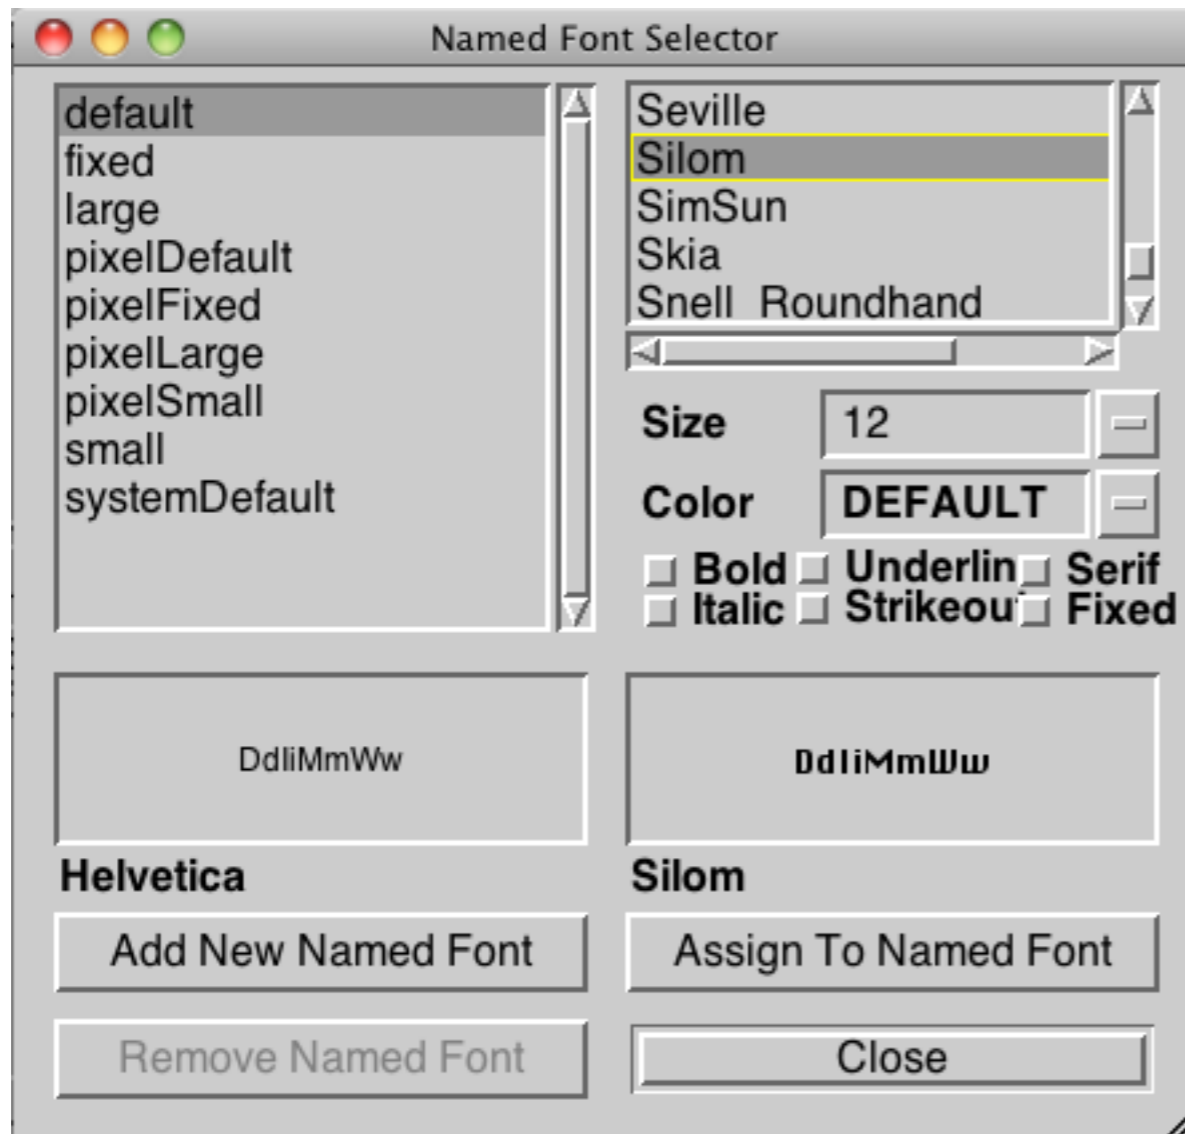 Named Font Selector
default
fixed
large
pixelDefault
pixelFixed
pixelLarge
pixelSmall
small
systemDefault
Seville
Silom
SimSun
Skia
Snell Roundhand
Size 12
Color DEFAULT
Bold Underlin Serif
Italic Strikeout Fixed
DdIiMmWw
DdIiMmWw
Helvetica
Silom
Add New Named Font
Assign To Named Font
Remove Named Font
Close